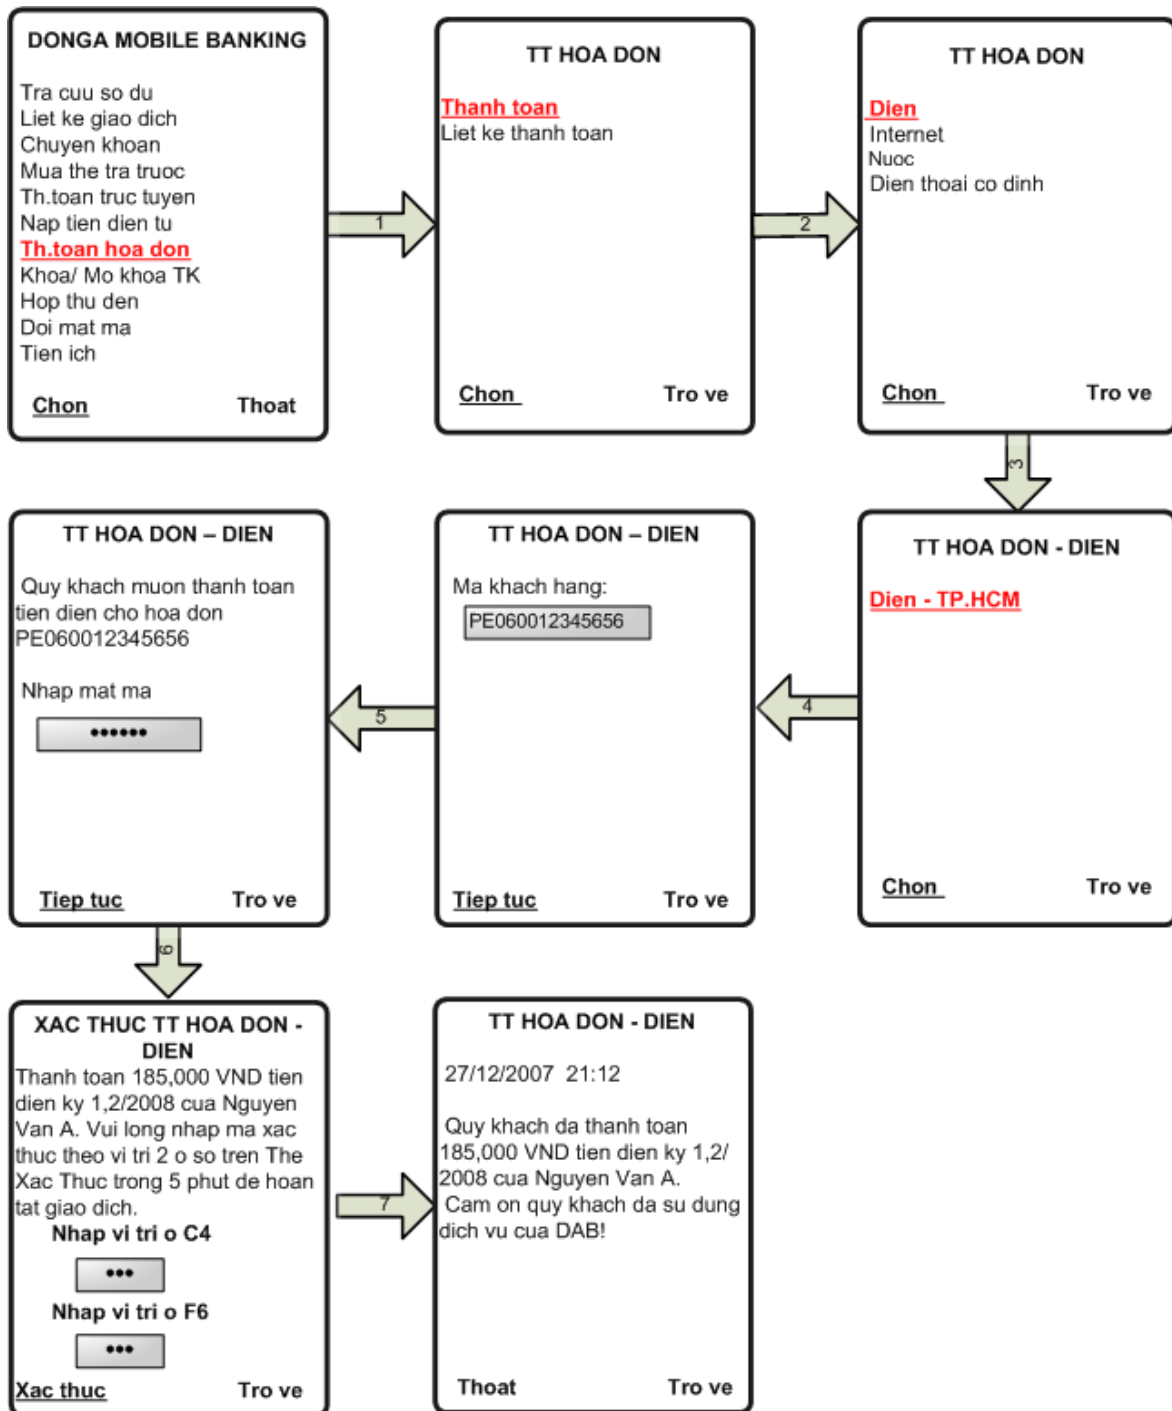 DONGA MOBILE BANKING
Tra cuu so du
Liet ke giao dich
Chuyen khoan
Mua the tra truoc
Th.toan truc tuyen
Nap tien dien tu
Th.toan hoa don
Khoa/ Mo khoa TK
Hop thu den
Doi mat ma
Tien ich
Chon Thoat
1
TT HOA DON
Thanh toan
Liet ke thanh toan
Chon Tro ve
2
TT HOA DON
Dien
Internet
Nuoc
Dien thoai co dinh
Chon Tro ve
3
TT HOA DON - DIEN
Dien - TP.HCM
Chon Tro ve
4
TT HOA DON – DIEN
Ma khach hang:
PE060012345656
Tiep tuc Tro ve
5
TT HOA DON – DIEN
Quy khach muon thanh toan
tien dien cho hoa don
PE060012345656
Nhap mat ma
••••••
Tiep tuc Tro ve
6
XAC THUC TT HOA DON -
DIEN
Thanh toan 185,000 VND tien
dien ky 1,2/2008 cua Nguyen
Van A. Vui long nhap ma xac
thuc theo vi tri 2 o so tren The
Xac Thuc trong 5 phut de hoan
tat giao dich.
Nhap vi tri o C4
•••
Nhap vi tri o F6
•••
Xac thuc Tro ve
7
TT HOA DON - DIEN
27/12/2007 21:12
Quy khach da thanh toan
185,000 VND tien dien ky 1,2/
2008 cua Nguyen Van A.
Cam on quy khach da su dung
dich vu cua DAB!
Thoat Tro ve